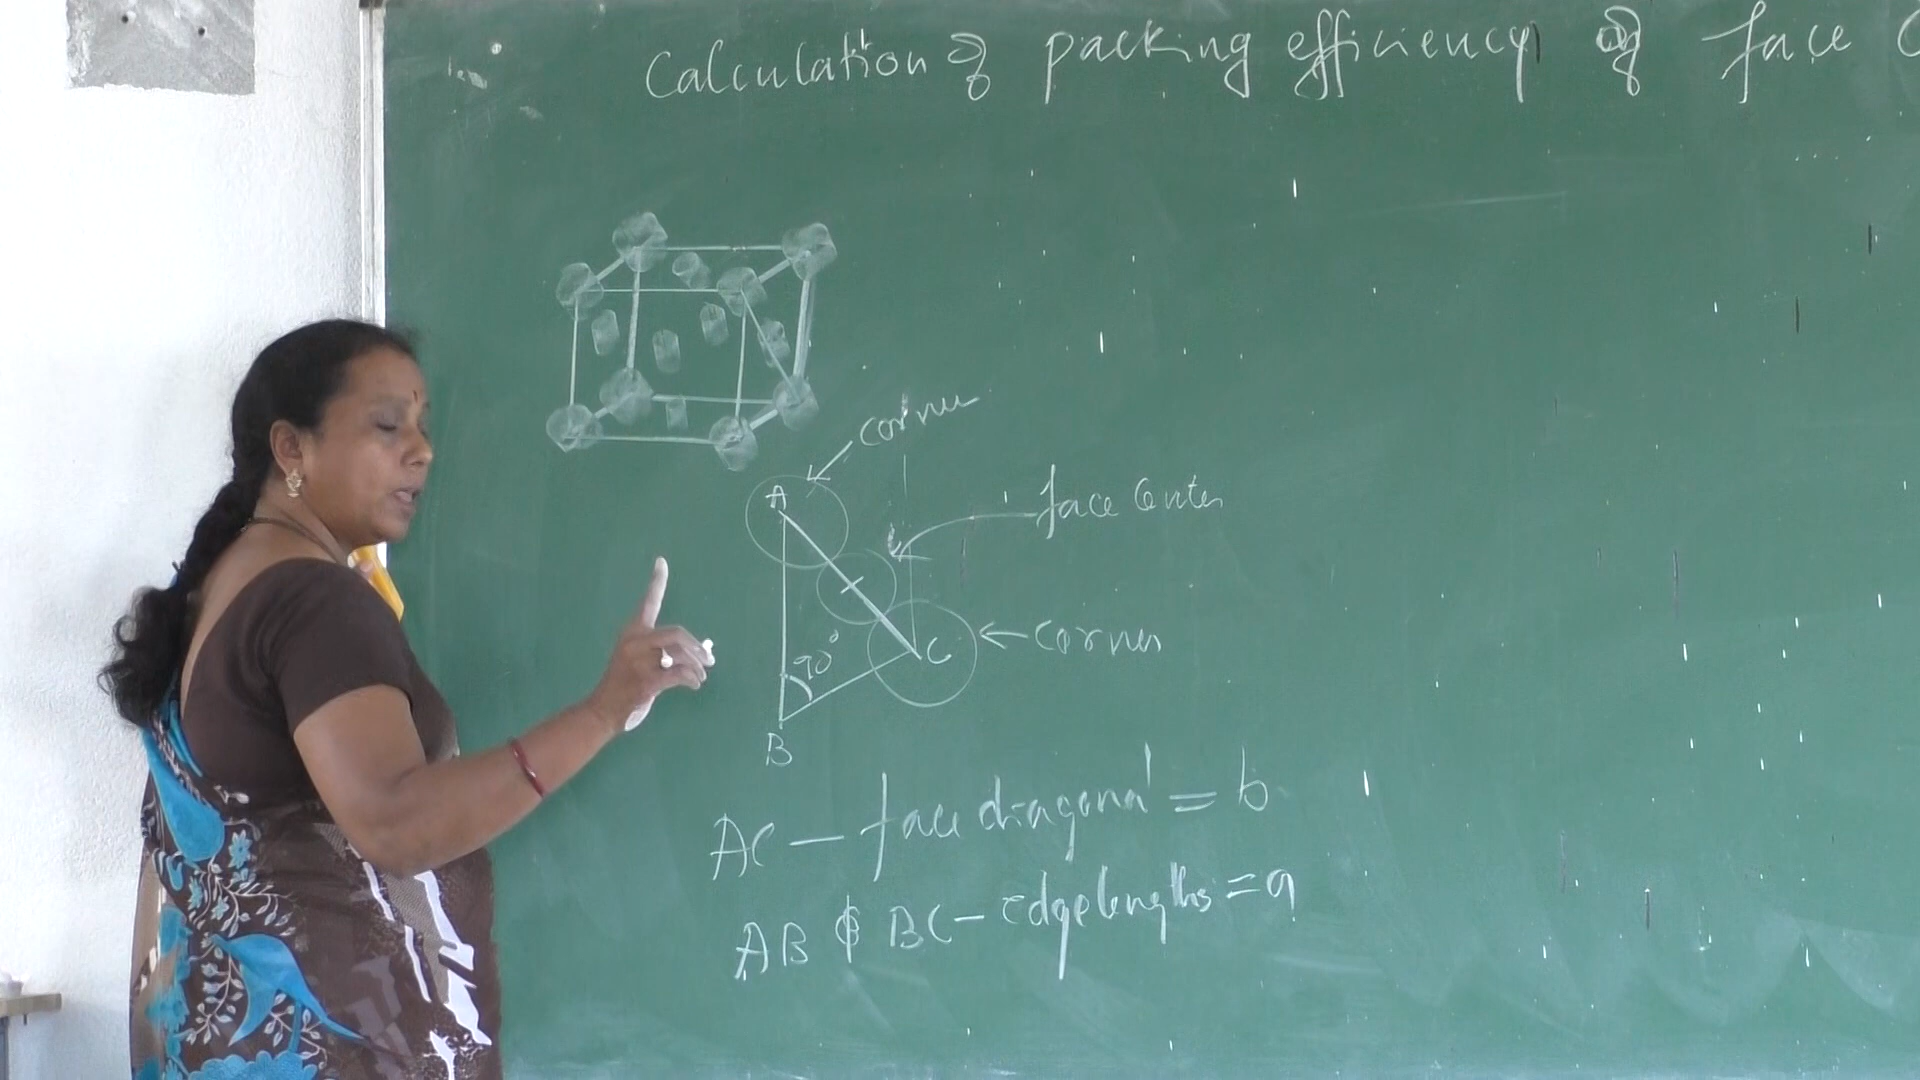 Calculation of packing efficiency of face C
corner
A
face Center
C
corner
90°
B
AC — face diagonal = b
AB & BC — edge lengths = a